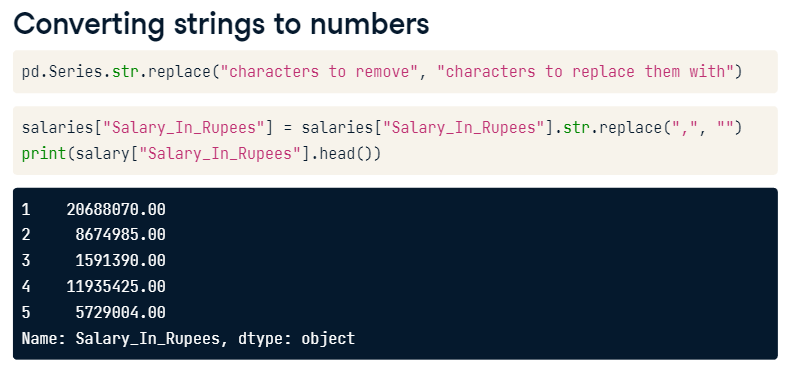 Converting strings to numbers
pd.Series.str.replace("characters to remove", "characters to replace them with")
salaries["Salary_In_Rupees"] = salaries["Salary_In_Rupees"].str.replace(",", "")
print(salary["Salary_In_Rupees"].head())
1    20688070.00
2     8674985.00
3     1591390.00
4    11935425.00
5     5729004.00
Name: Salary_In_Rupees, dtype: object